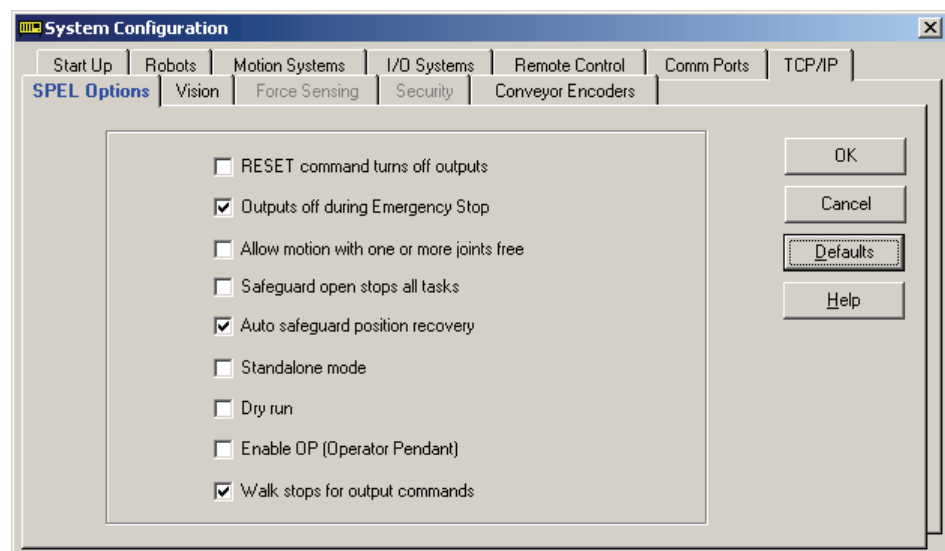 System Configuration
Start Up Robots Motion Systems I/O Systems Remote Control Comm Ports TCP/IP
SPEL Options Vision Force Sensing Security Conveyor Encoders
RESET command turns off outputs
Outputs off during Emergency Stop
Allow motion with one or more joints free
Safeguard open stops all tasks
Auto safeguard position recovery
Standalone mode
Dry run
Enable OP (Operator Pendant)
Walk stops for output commands
OK
Cancel
Defaults
Help